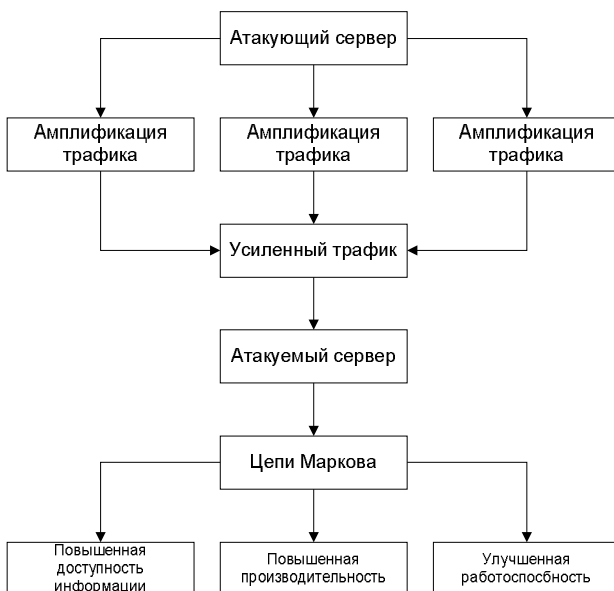 Атакующий сервер
Амплификация
трафика
Амплификация
трафика
Амплификация
трафика
Усиленный трафик
Атакуемый сервер
Цепи Маркова
Повышенная
доступность
информации
Повышенная
производительность
Улучшенная
работоспосбность